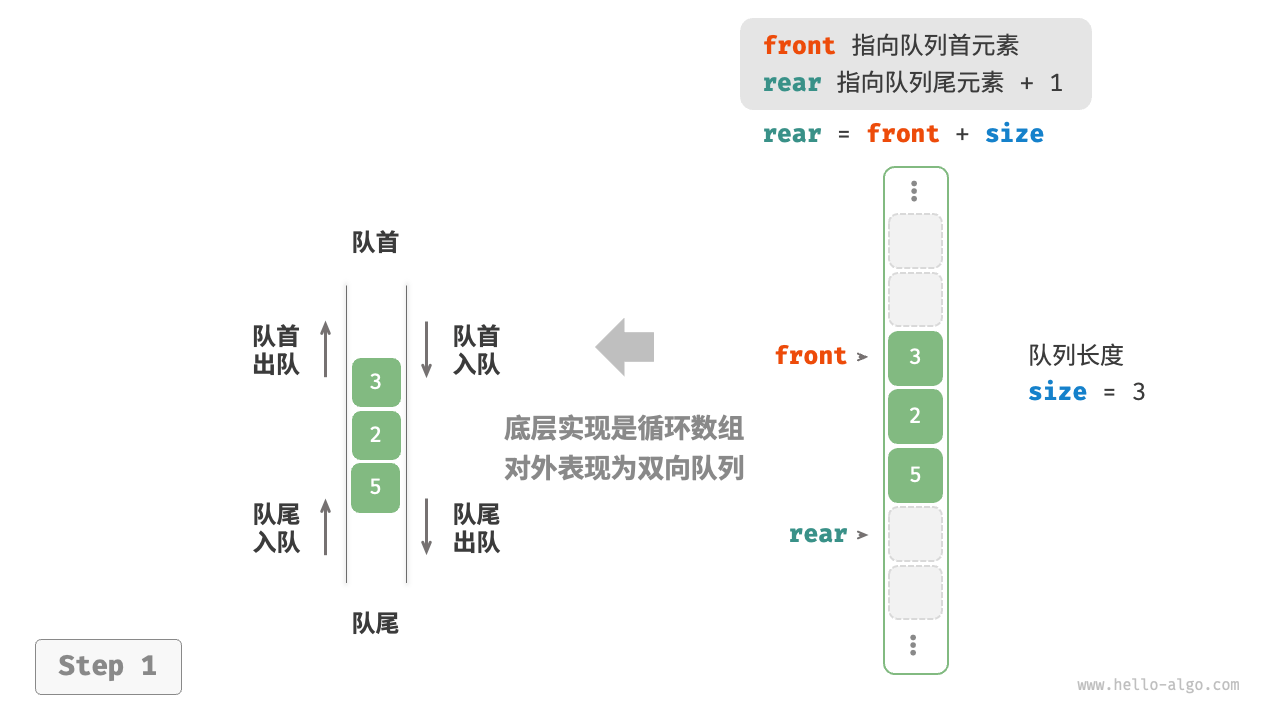 front 指向队列首元素
rear 指向队列尾元素 + 1
rear = front + size
队首
队首
出队
队首
入队
3
2
5
队尾
入队
队尾
出队
队尾
底层实现是循环数组
对外表现为双向队列
front
3
2
5
rear
队列长度
size = 3
Step 1
www.hello-algo.com